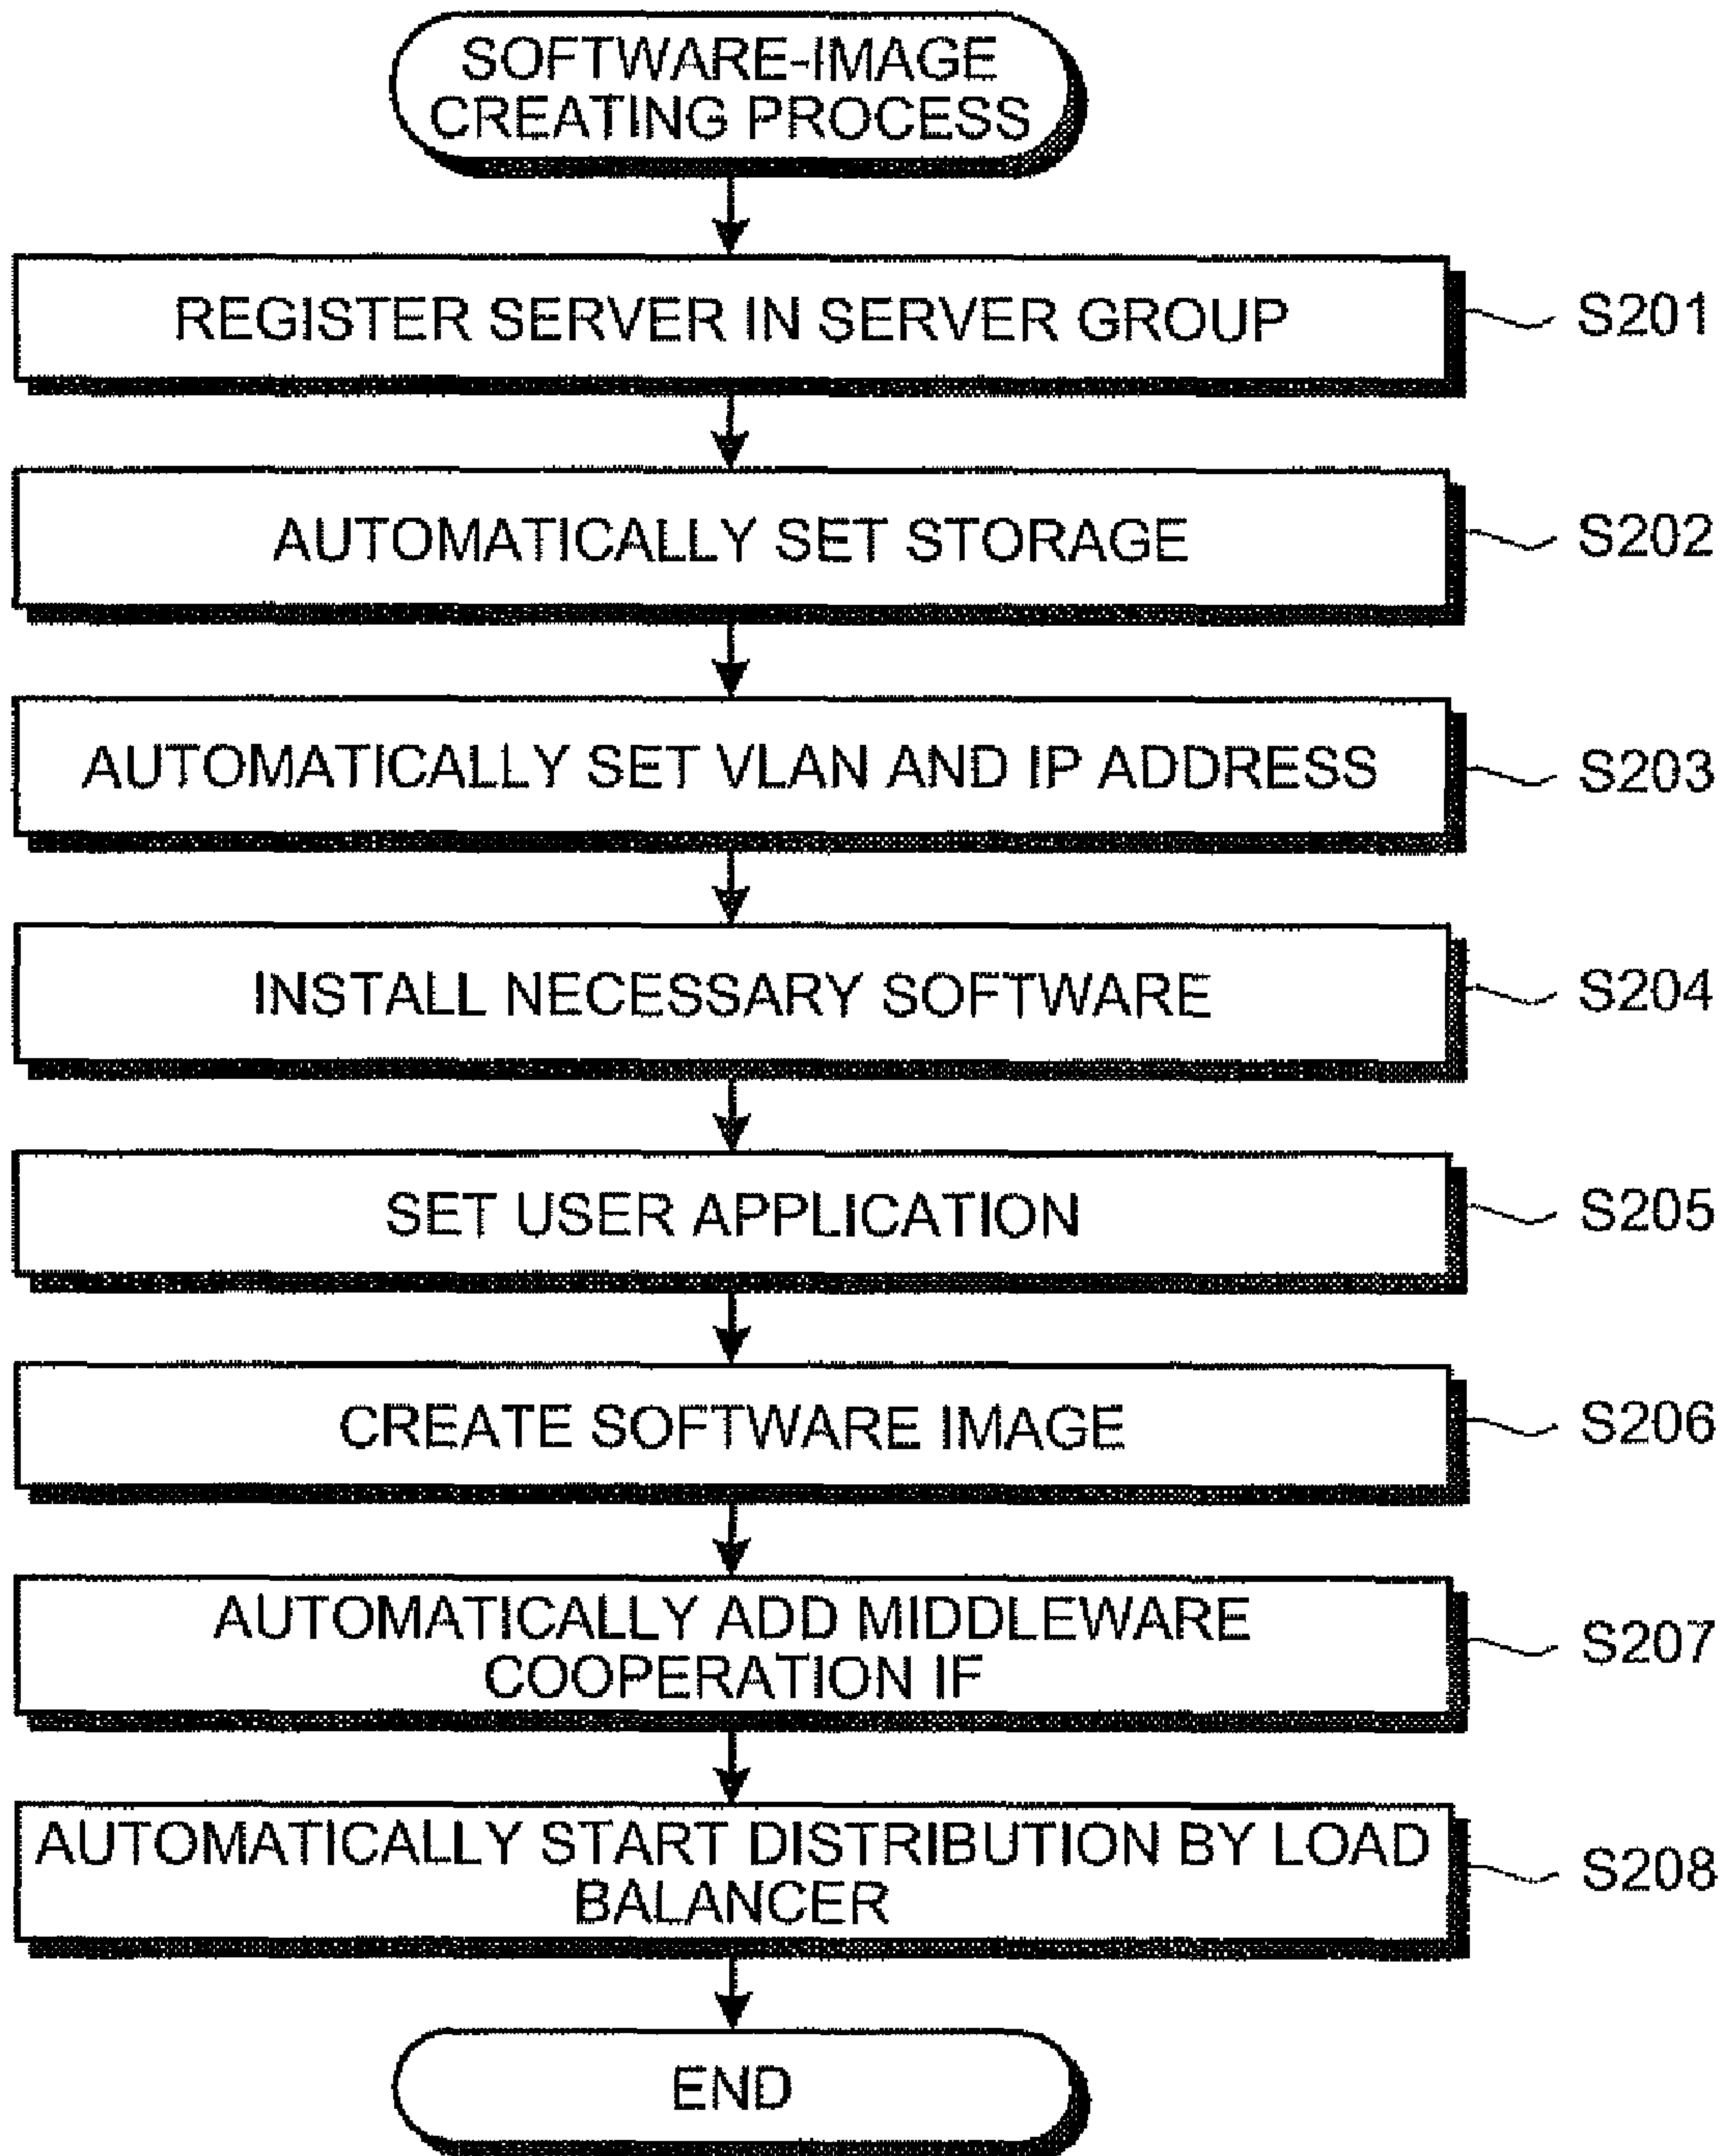 SOFTWARE-IMAGE
CREATING PROCESS
REGISTER SERVER IN SERVER GROUP
S201
AUTOMATICALLY SET STORAGE
S202
AUTOMATICALLY SET VLAN AND IP ADDRESS
S203
INSTALL NECESSARY SOFTWARE
S204
SET USER APPLICATION
S205
CREATE SOFTWARE IMAGE
S206
AUTOMATICALLY ADD MIDDLEWARE
COOPERATION IF
S207
AUTOMATICALLY START DISTRIBUTION BY LOAD
BALANCER
S208
END